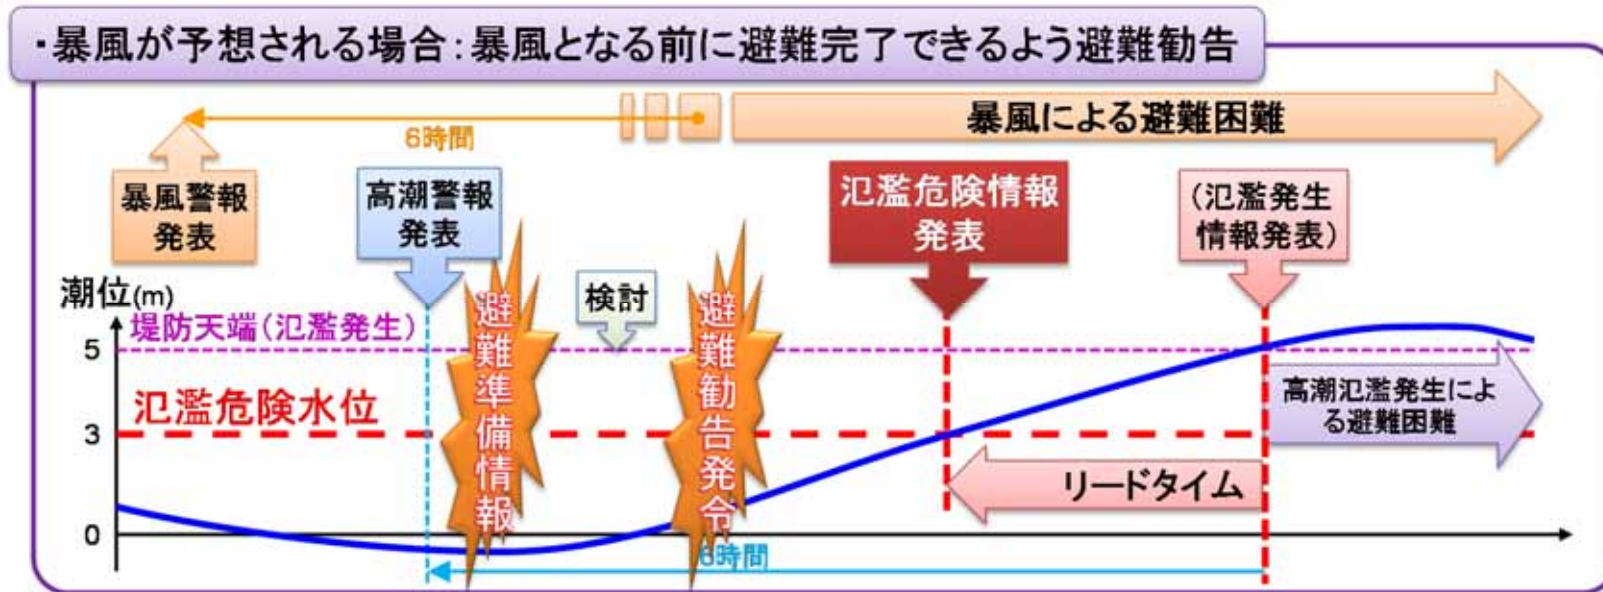 ・暴風が予想される場合：暴風となる前に避難完了できるよう避難勧告
6時間
暴風による避難困難
暴風警報
発表
高潮警報
発表
氾濫危険情報
発表
（氾濫発生
情報発表）
検討
潮位(m)
堤防天端（氾濫発生）
5
氾濫危険水位
3
0
避難準備情報
避難勧告発令
高潮氾濫発生によ
る避難困難
リードタイム
6時間